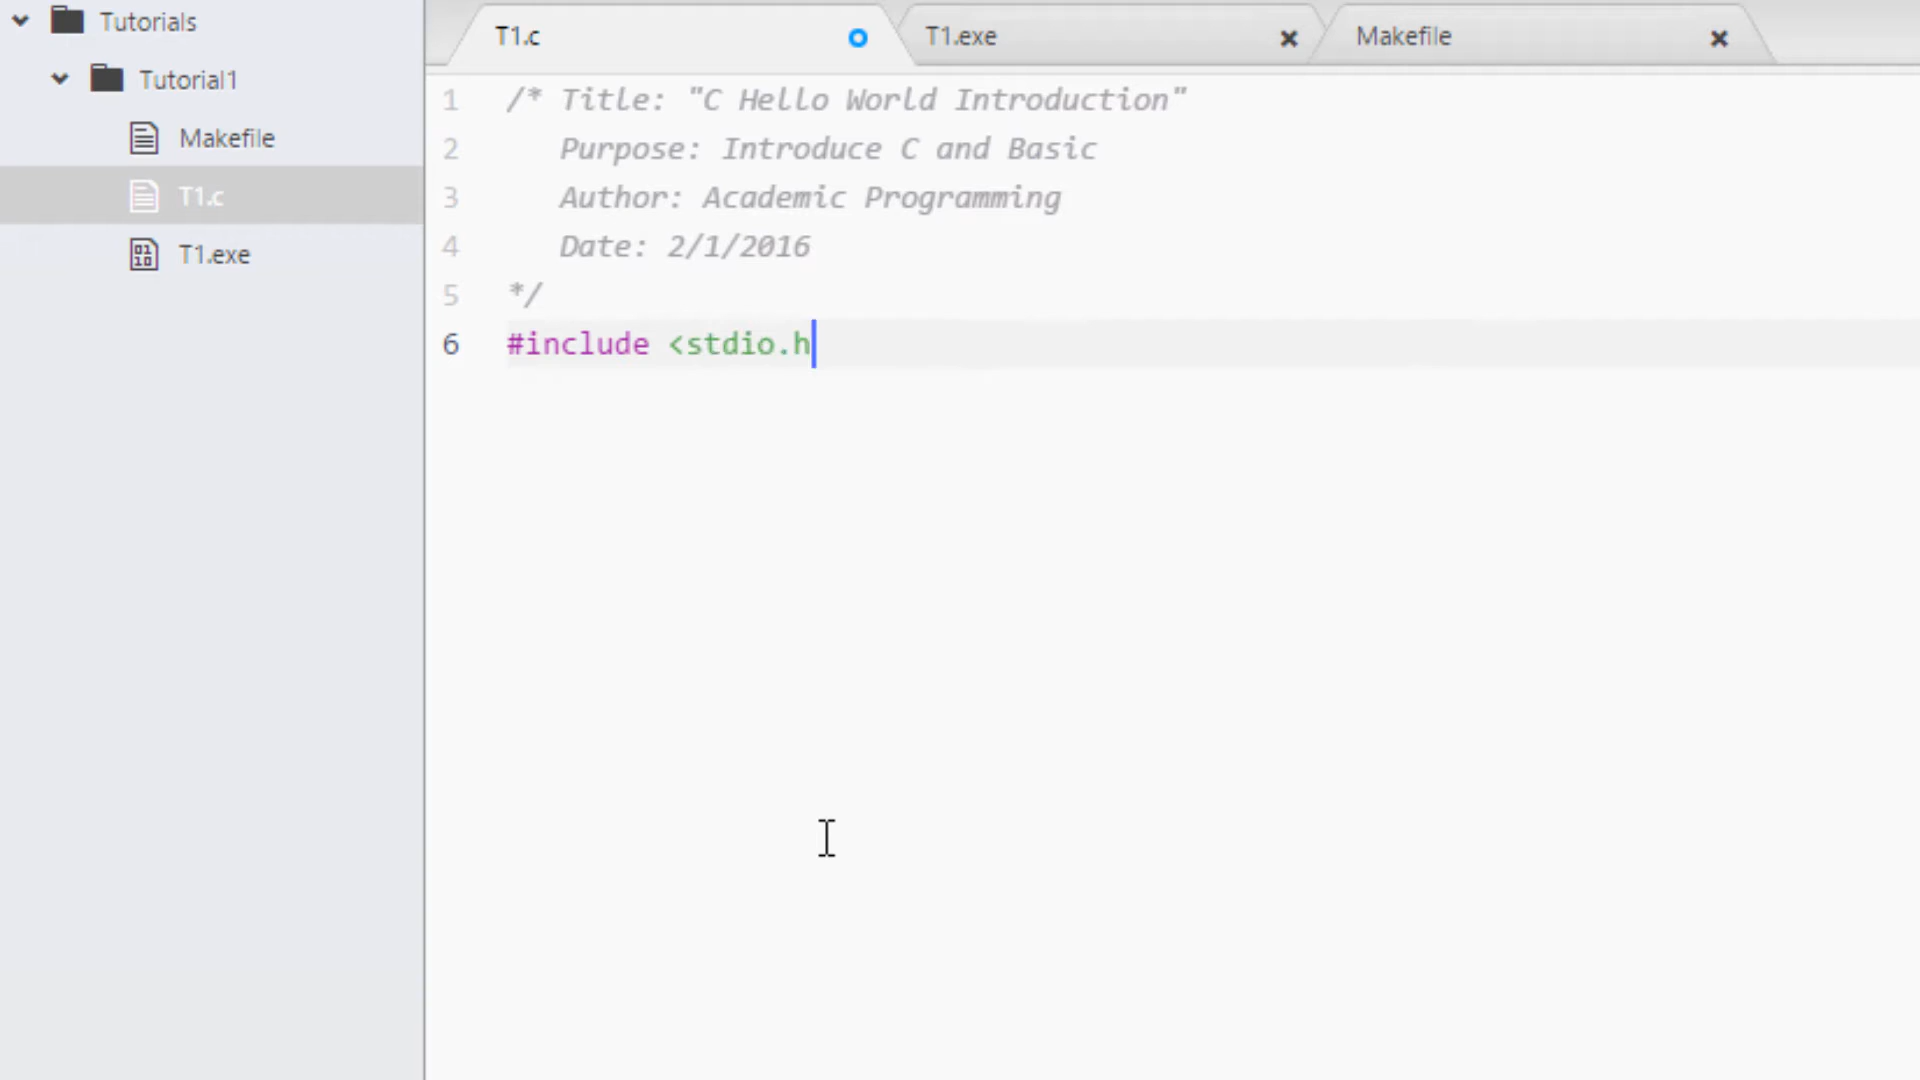 Tutorials
Tutorial1
Makefile
T1.c
T1.exe
T1.c
T1.exe
Makefile
1 /* Title: "C Hello World Introduction"
2 Purpose: Introduce C and Basic
3 Author: Academic Programming
4 Date: 2/1/2016
5 */
6 #include <stdio.h